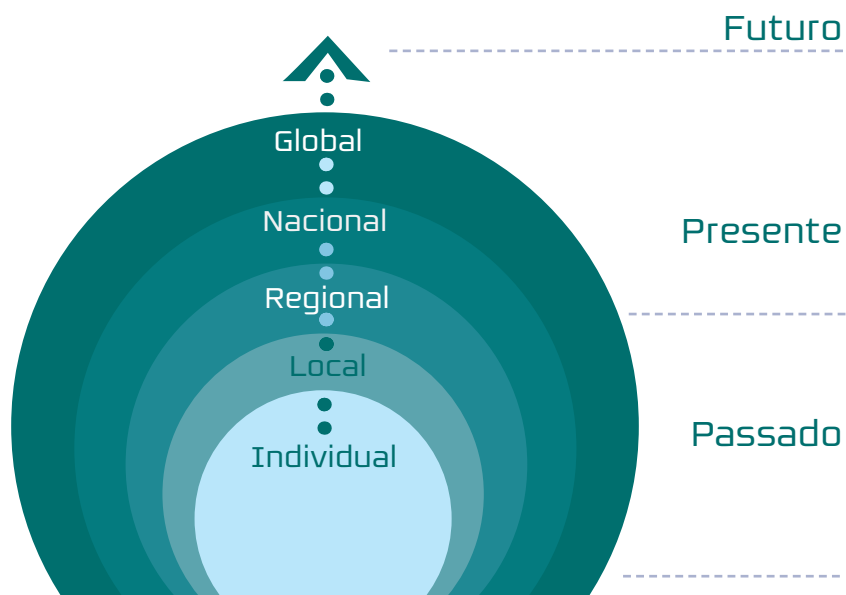 Futuro
Global
Nacional
Presente
Regional
Local
Passado
Individual